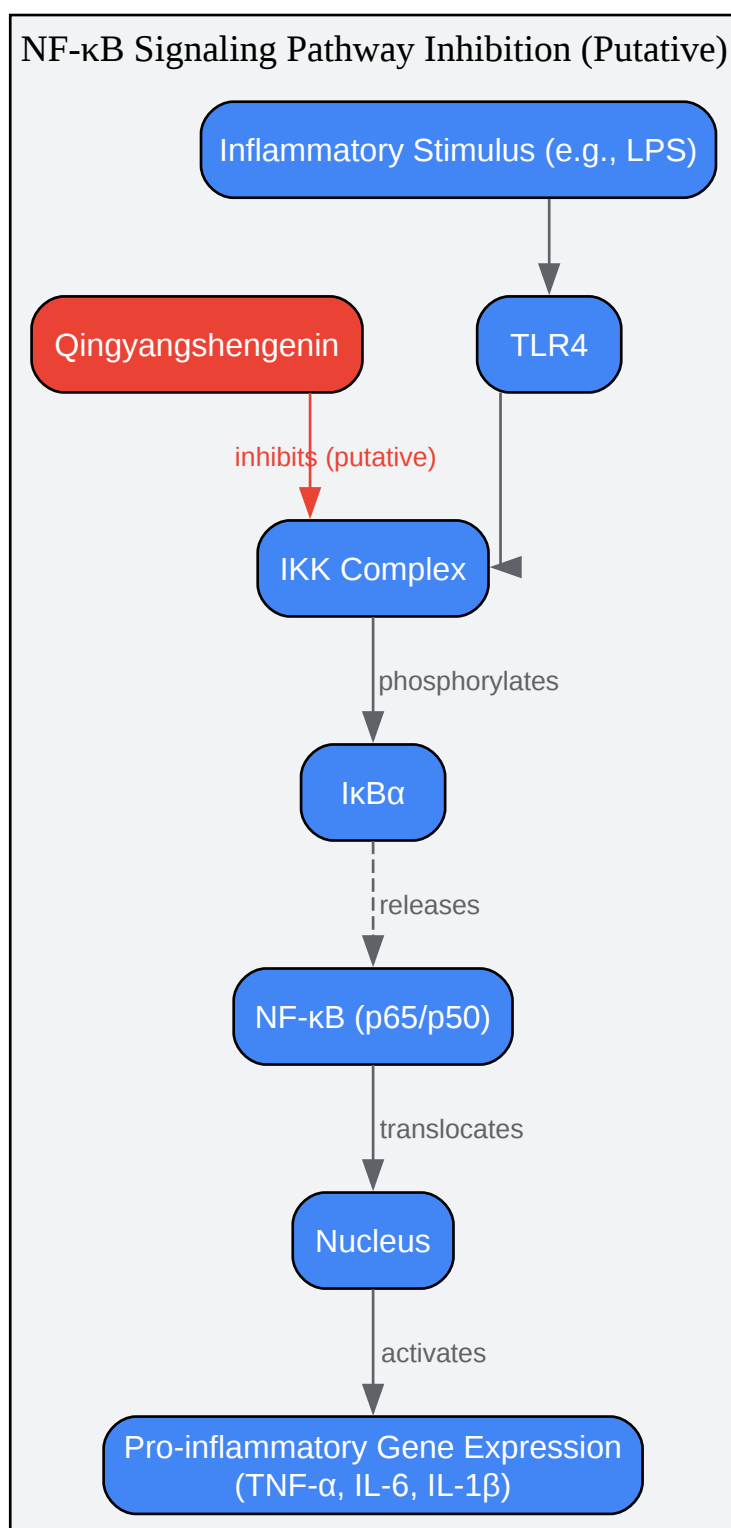 NF-κB Signaling Pathway Inhibition (Putative)
Inflammatory Stimulus (e.g., LPS)
Qingyangshengenin
TLR4
inhibits (putative)
IKK Complex
phosphorylates
IκBα
releases
NF-κB (p65/p50)
translocates
Nucleus
activates
Pro-inflammatory Gene Expression
(TNF-α, IL-6, IL-1β)